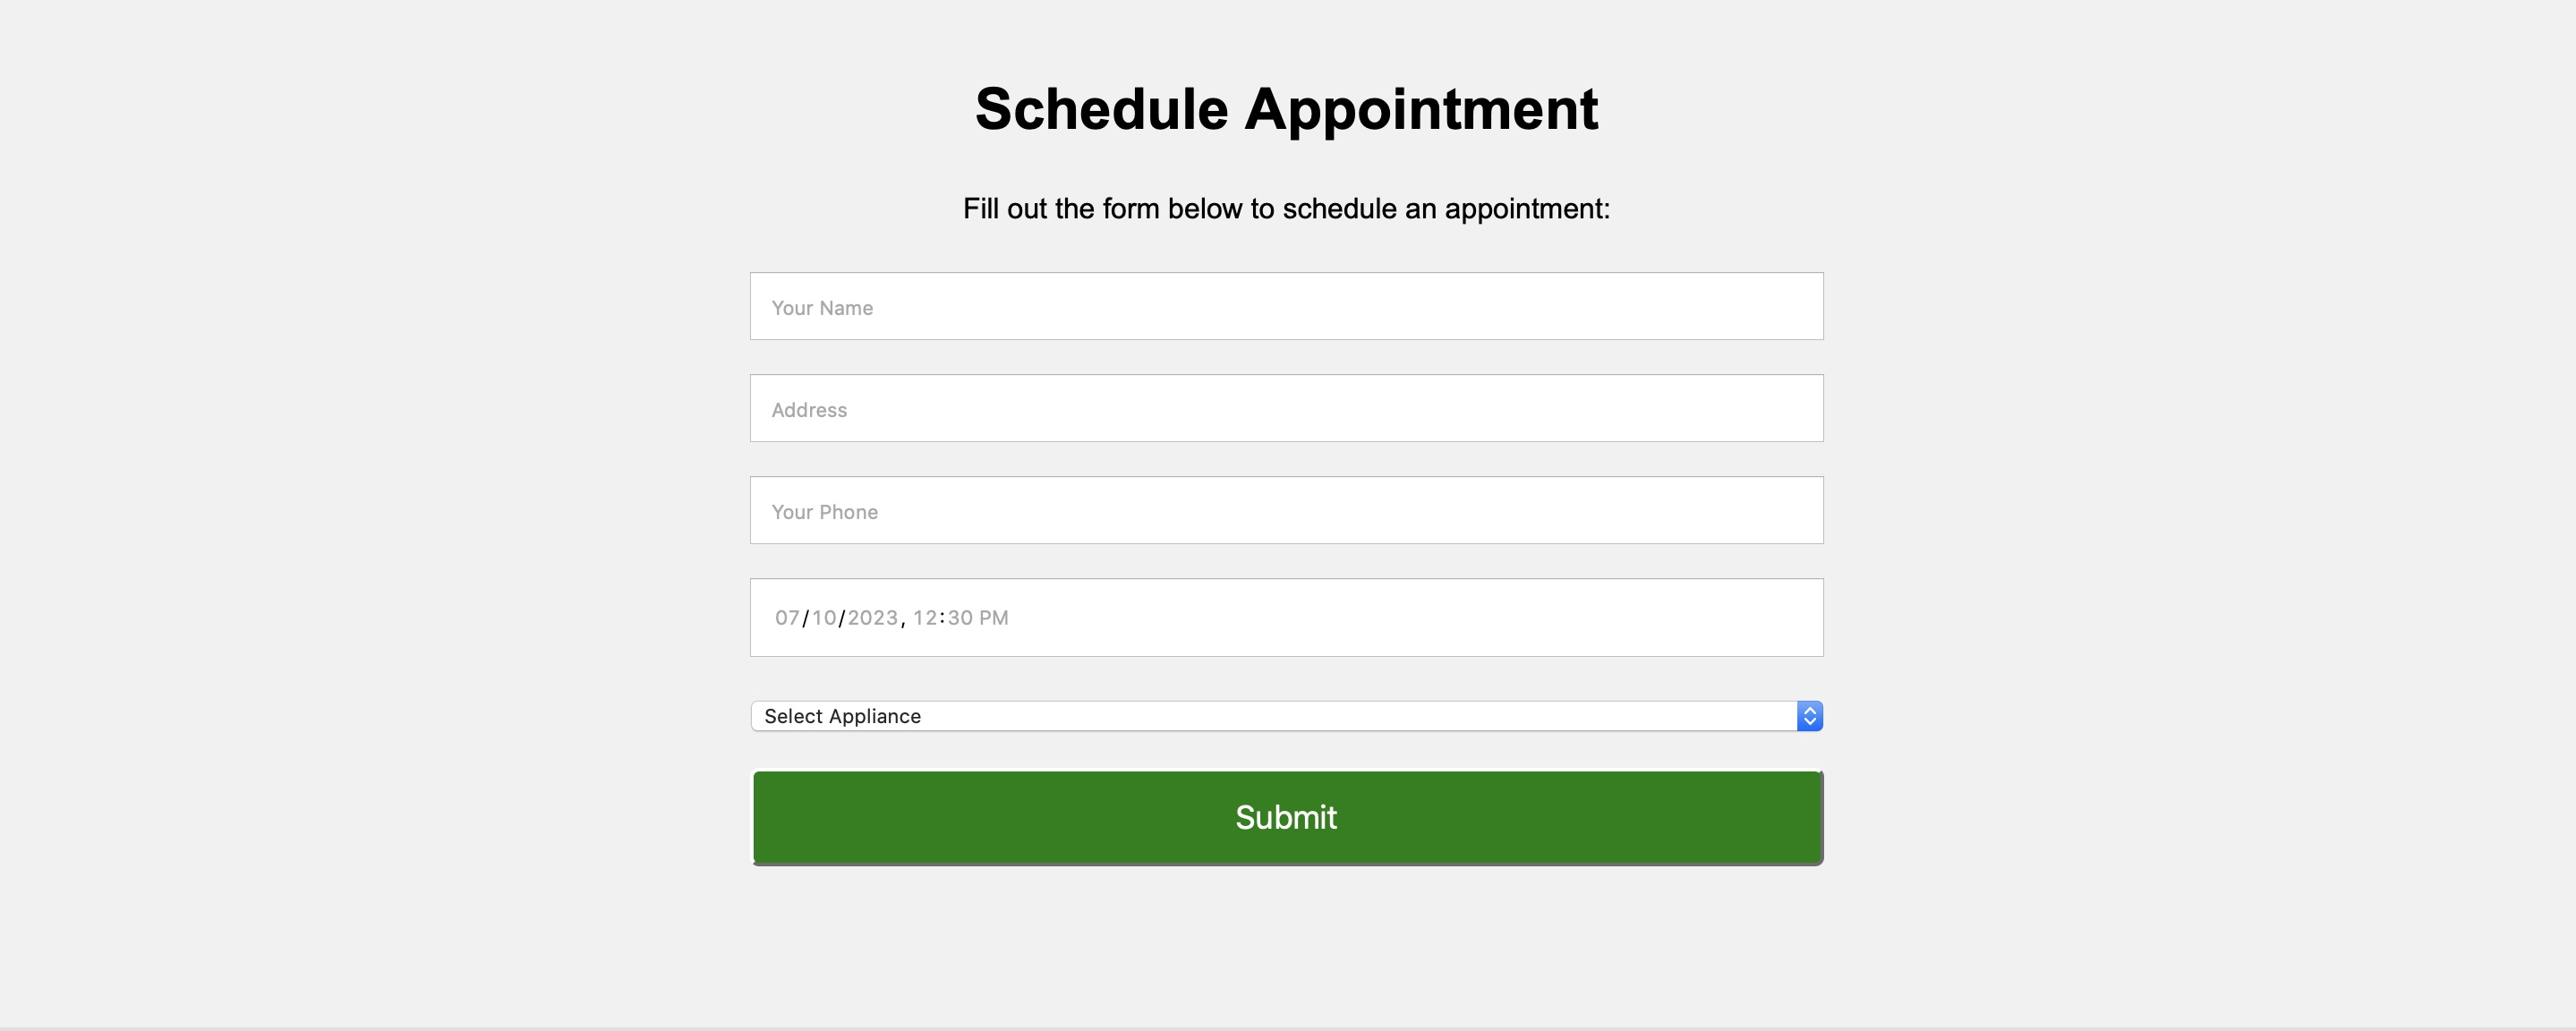 Schedule Appointment
Fill out the form below to schedule an appointment:
Your Name
Address
Your Phone
07/10/2023, 12:30 PM
Select Appliance
Submit